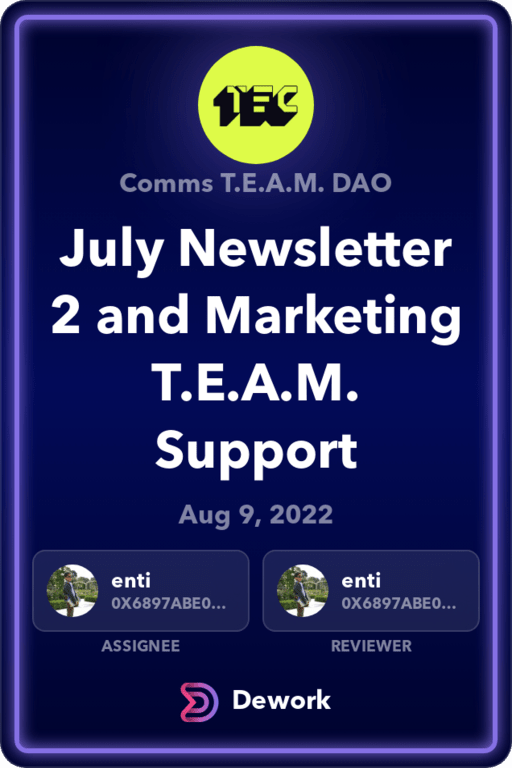 TEC
Comms T.E.A.M. DAO
July Newsletter
2 and Marketing
T.E.A.M.
Support
Aug 9, 2022
enti
0X6897ABE0...
ASSIGNEE
enti
0X6897ABE0...
REVIEWER
Dework